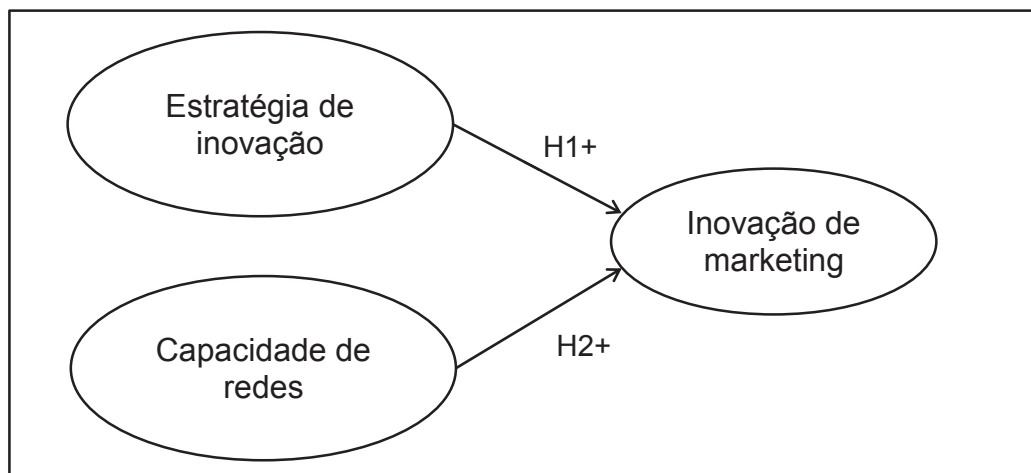 Estratégia de
inovação
H1+
Inovação de
marketing
Capacidade de
redes
H2+